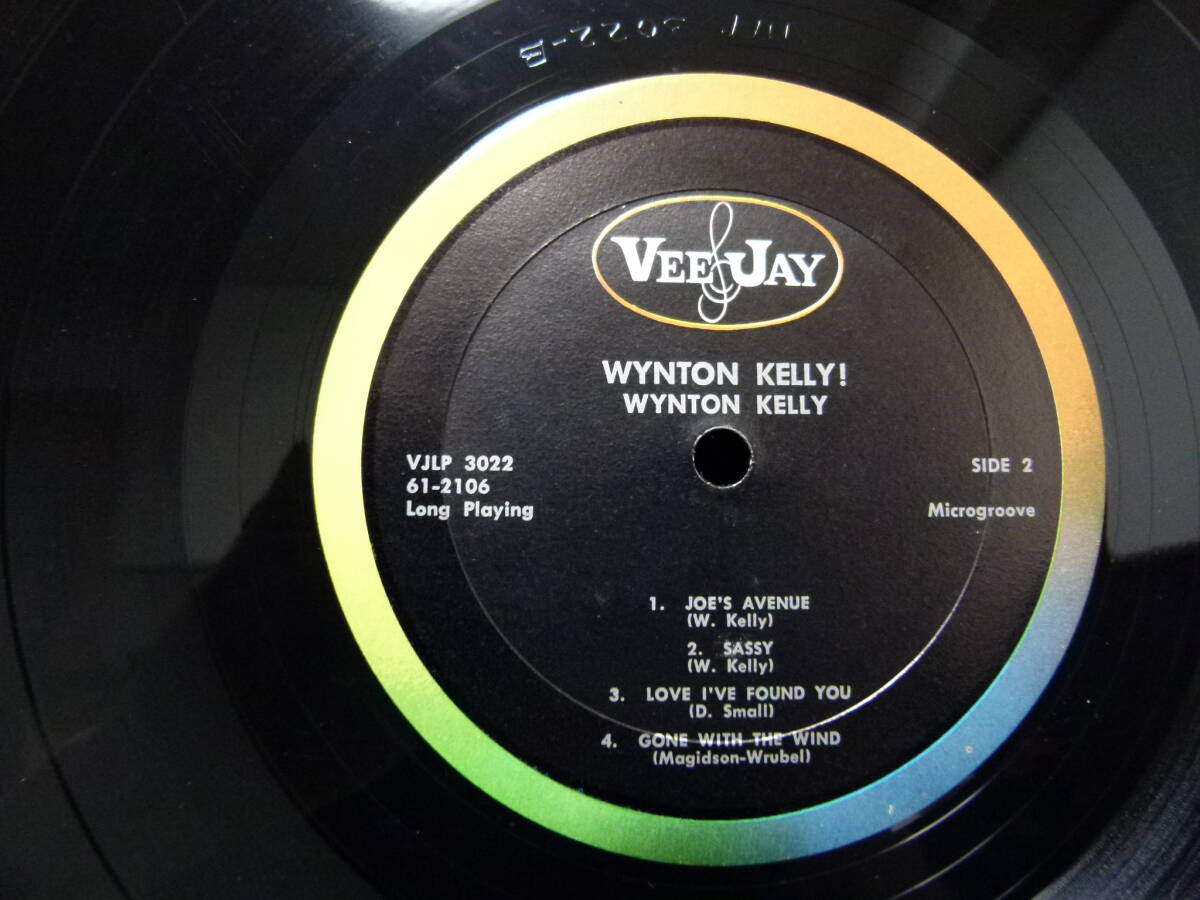 3022-B
VEE JAY
WYNTON KELLY!
WYNTON KELLY
VJLP 3022
61-2106
Long Playing
SIDE 2
Microgroove
1. JOE'S AVENUE
(W. Kelly)
2. SASSY
(W. Kelly)
3. LOVE I'VE FOUND YOU
(D. Small)
4. GONE WITH THE WIND
(Magidson-Wrubel)